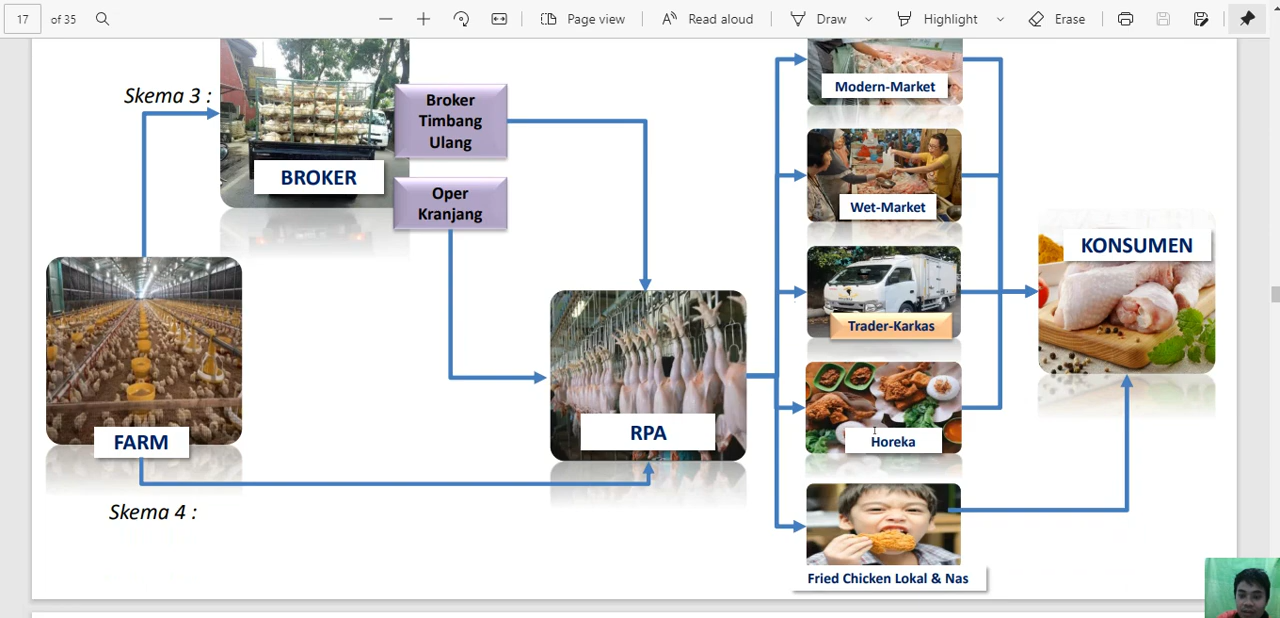 17 of 35
Page view
Read aloud
Draw
Highlight
Erase
Skema 3 :
BROKER
Broker
Timbang
Ulang
Oper
Kranjang
FARM
Skema 4 :
RPA
Modern-Market
Wet-Market
Trader-Karkas
Horeka
Fried Chicken Lokal & Nas
KONSUMEN